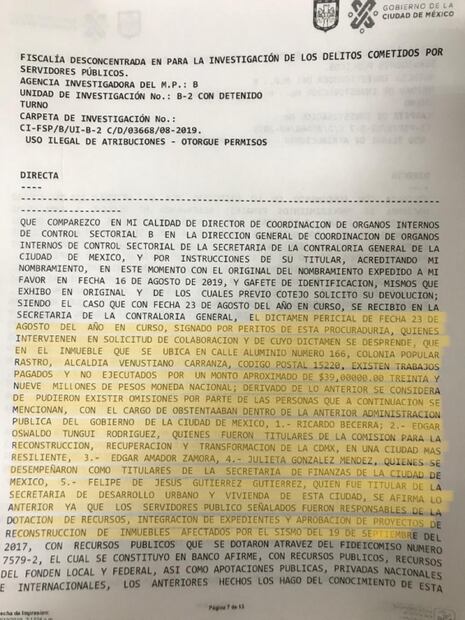 GOBIERNO DE LA
CIUDAD DE MÉXICO
FISCALÍA DESCONCENTRADA EN PARA LA INVESTIGACIÓN DE LOS DELITOS COMETIDOS POR
SERVIDORES PÚBLICOS.
AGENCIA INVESTIGADORA DEL M.P.: B
UNIDAD DE INVESTIGACIÓN No.: B-2 CON DETENIDO
TURNO
CARPETA DE INVESTIGACIÓN No.:
CI-FSP/B/UI-B-2 C/D/03668/08-2019.
USO ILEGAL DE ATRIBUCIONES - OTORGUE PERMISOS
DIRECTA
----
-----------------------------------------------------------------
-------------------
QUE COMPAREZCO EN MI CALIDAD DE DIRECTOR DE COORDINACION DE ORGANOS INTERNOS
DE CONTROL SECTORIAL B EN LA DIRECCION GENERAL DE COORDINACION DE ORGANOS
INTERNOS DE CONTROL SECTORIAL DE LA SECRETARIA DE LA CONTRALORIA GENERAL DE LA
CIUDAD DE MEXICO, Y POR INSTRUCCIONES DE SU TITULAR, ACREDITANDO MI
NOMBRAMIENTO, EN ESTE MOMENTO CON EL ORIGINAL DEL NOMBRAMIENTO EXPEDIDO A MI
FAVOR EN FECHA 16 DE AGOSTO DE 2019, Y GAFETE DE IDENTIFICACION, MISMOS QUE
EXHIBO EN ORIGINAL Y DE LOS CUALES PREVIO COTEJO SOLICITO SU DEVOLUCION;
SIENDO EL CASO QUE CON FECHA 23 DE AGOSTO DEL AÑO EN CURSO, SE RECIBIO EN LA
SECRETARIA DE LA CONTRALORIA GENERAL, EL DICTAMEN PERICIAL DE FECHA 23 DE
AGOSTO DEL AÑO EN CURSO, SIGNADO POR PERITOS DE ESTA PROCURADURIA, QUIENES
INTERVIENEN EN SOLICITUD DE COLABORACION Y DE CUYO DICTAMEN SE DESPRENDE, QUE
EN EL INMUEBLE QUE SE UBICA EN CALLE ALUMINIO NUMERO 166, COLONIA POPULAR
RASTRO, ALCALDIA VENUSTIANO CARRANZA, CODIGO POSTAL 15220, EXISTEN TRABAJOS
PAGADOS Y NO EJECUTADOS POR UN MONTO APROXIMADO DE $39,00000.00 TREINTA Y
NUEVE MILLONES DE PESOS MONEDA NACIONAL; DERIVADO DE LO ANTERIOR SE CONSIDERA
DE PUDIERON EXISTIR OMISIONES POR PARTE DE LAS PERSONAS QUE A CONTINUACION SE
MENCIONAN, CON EL CARGO DE OBSTENTAABAN DENTRO DE LA ANTERIOR ADMINISTRACION
PUBLICA DEL GOBIERNO DE LA CIUDAD DE MEXICO, 1.- RICARDO BECERRA; 2.- EDGAR
OSWALDO TUNGUI RODRIGUEZ, QUIENES FUERON TITULARES DE LA COMISION PARA LA
RECONSTRUCCION, RECUPERACION Y TRANSFORMACION DE LA CDMX, EN UNA CIUDAD MAS
RESILIENTE, 3.- EDGAR AMADOR ZAMORA, 4.- JULIETA GONZALEZ MENDEZ, QUIENES SE
DESEMPEÑARON COMO TITULARES DE LA SECRETARIA DE FINANZAS DE LA CIUDAD DE
MEXICO, 5.- FELIPE DE JESUS GUTIERREZ GUTIERREZ, QUIEN FUE TITULAR DE LA
SECRETARIA DE DESARROLLO URBANO Y VIVIENDA DE ESTA CIUDAD, SE AFIRMA LO
ANTERIOR YA QUE LOS SERVIDORES PUBLICO SEÑALADOS FUERON RESPONSABLES DE LA
DOTACION DE RECURSOS, INTEGRACION DE EXPEDIENTES Y APROBACION DE PROYECTOS DE
RECONSTRUCCION DE INMUEBLES AFECTADOS POR EL SISMO DEL 19 DE SEPTIEMBRE DEL
2017, CON RECURSOS PUBLICOS QUE SE DOTARON ATRAVEZ DEL FIDEICOMISO NUMERO
7579-2, EL CUAL SE CONSTITUYO EN BANCO AFIRME, CON RECURSOS PUBLICOS, RECURSOS
DEL FONDEN LOCAL Y FEDERAL, ASI COMO APOTACIONES PUBLICAS, PRIVADAS NACIONALES
E INTERNACIONALES, LOS ANTERIORES HECHOS LOS HAGO DEL CONOCIMIENTO DE ESTA
Fecha de Impresión:
Página 7 de 13